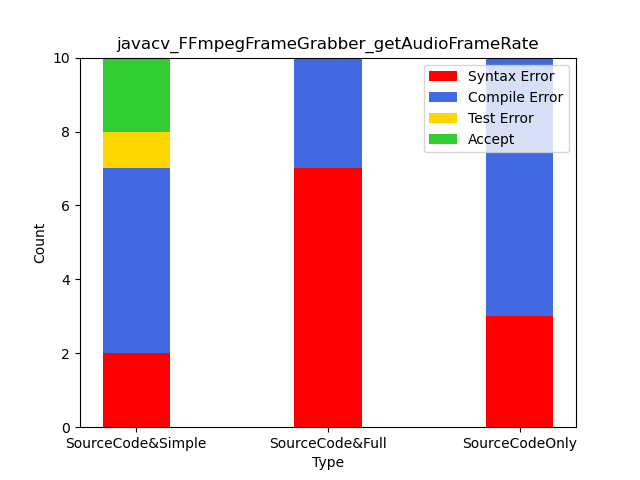 javacv_FFmpegFrameGrabber_getAudioFrameRate
10
8
6
4
2
0
Count
Syntax Error
Compile Error
Test Error
Accept
SourceCode&Simple
SourceCode&Full
SourceCodeOnly
Type